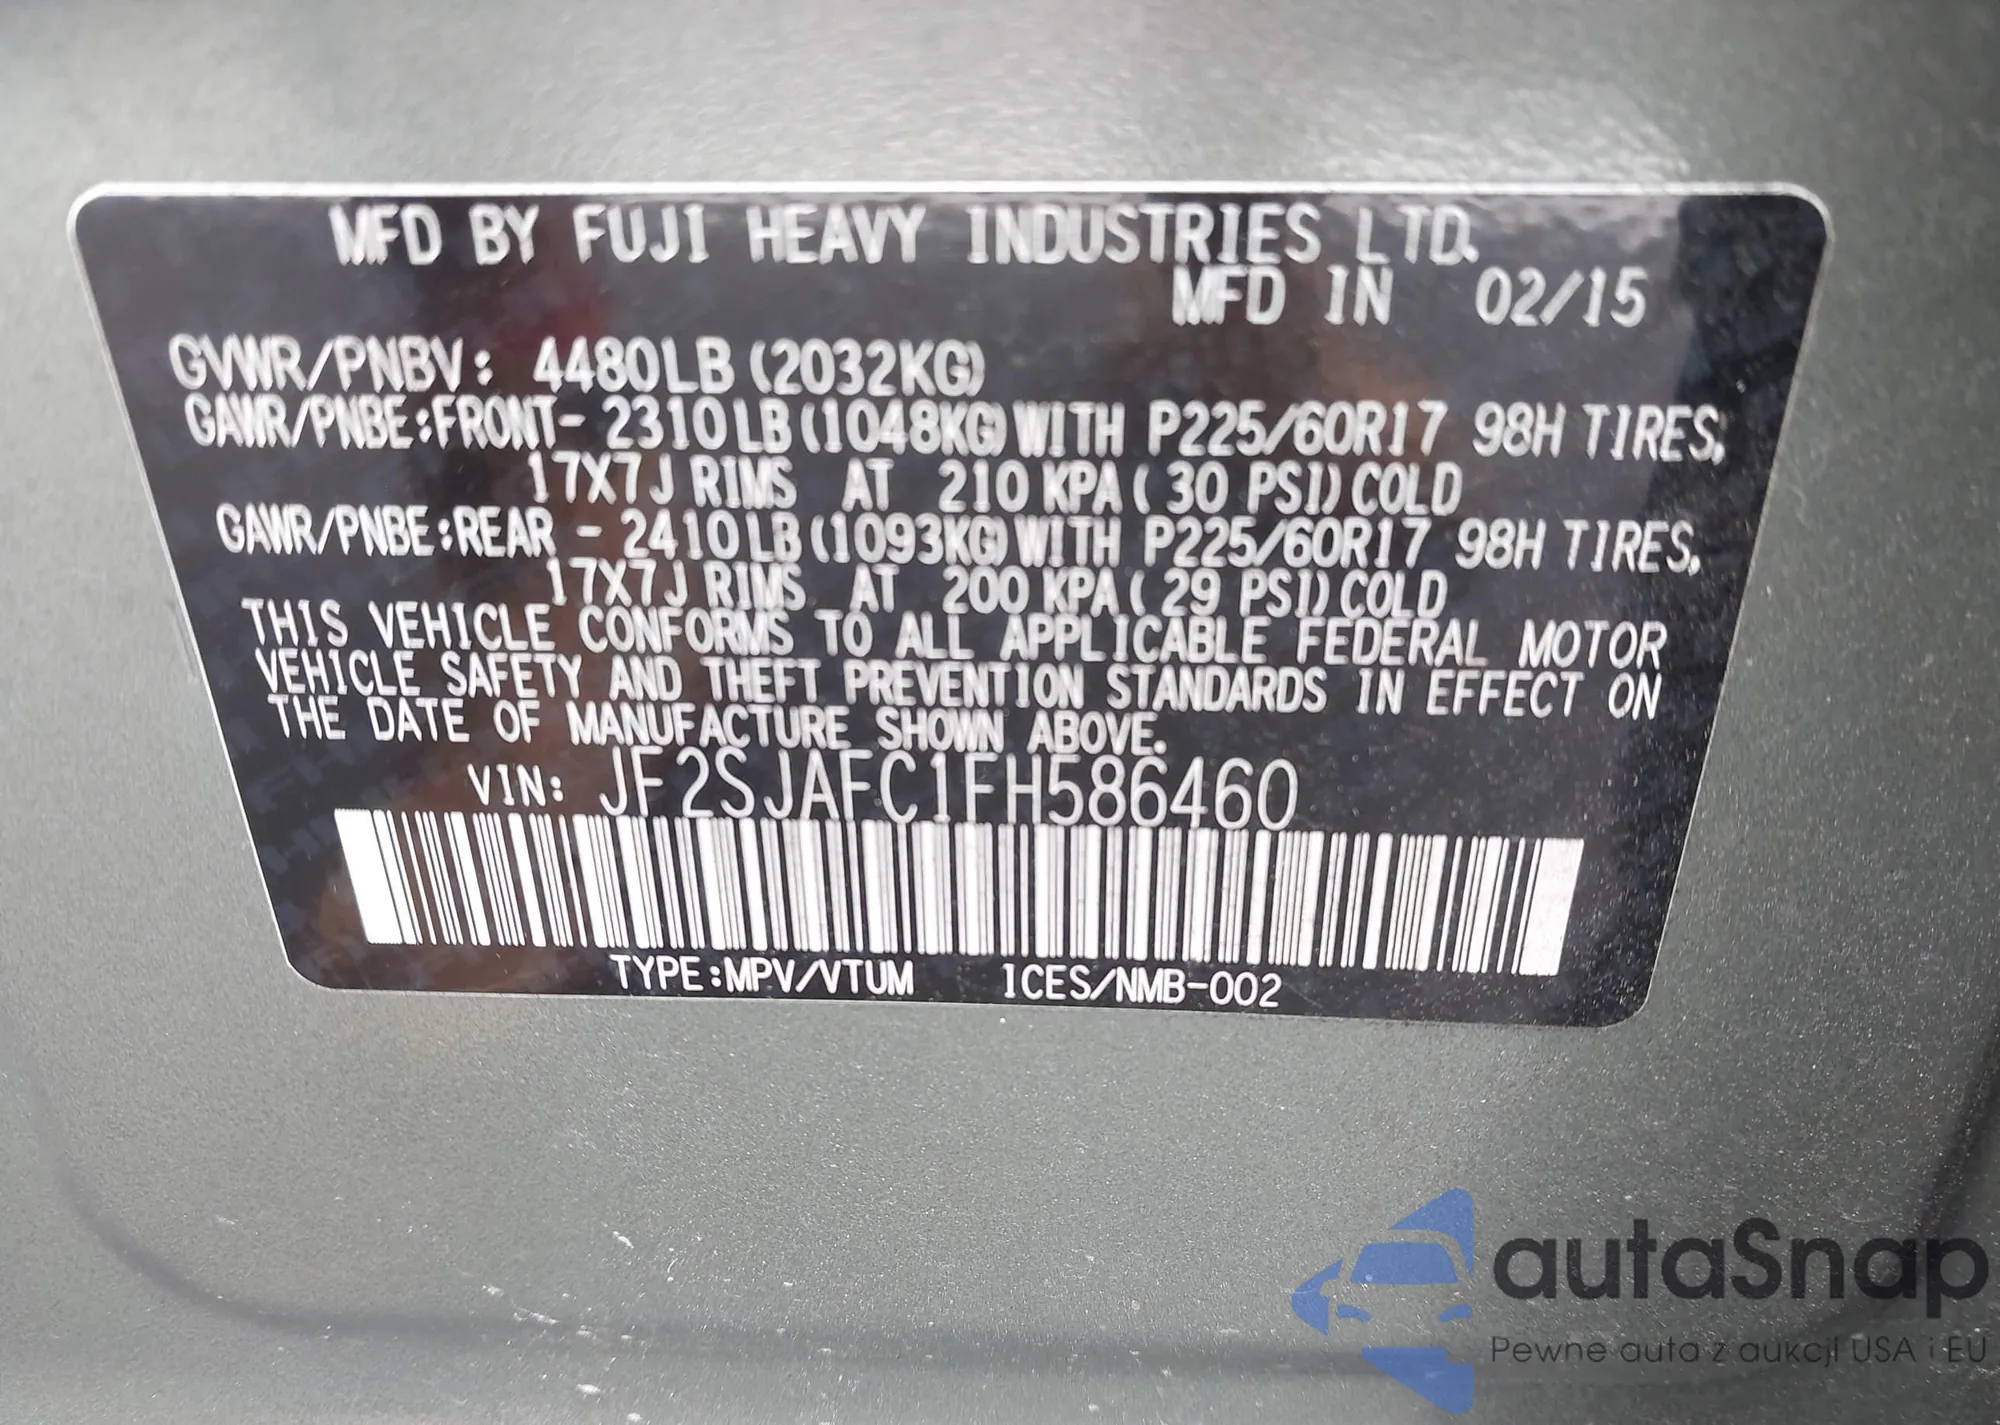 MFD BY FUJI HEAVY INDUSTRIES LTD.
MFD IN 02/15
GVWR/PNBV: 4480LB (2032KG)
GAWR/PNBE:FRONT- 2310LB (1048KG) WITH P225/60R17 98H TIRES,
17X7J RIMS AT 210 KPA ( 30 PSI) COLD
GAWR/PNBE:REAR - 2410LB (1093KG) WITH P225/60R17 98H TIRES,
17X7J RIMS AT 200 KPA ( 29 PSI) COLD
THIS VEHICLE CONFORMS TO ALL APPLICABLE FEDERAL MOTOR
VEHICLE SAFETY AND THEFT PREVENTION STANDARDS IN EFFECT ON
THE DATE OF MANUFACTURE SHOWN ABOVE.
VIN: JF2SJAFC1FH586460
TYPE:MPV/VTUM ICES/NMB-002
autaSnap
Pewne auta z aukcji USA i EU